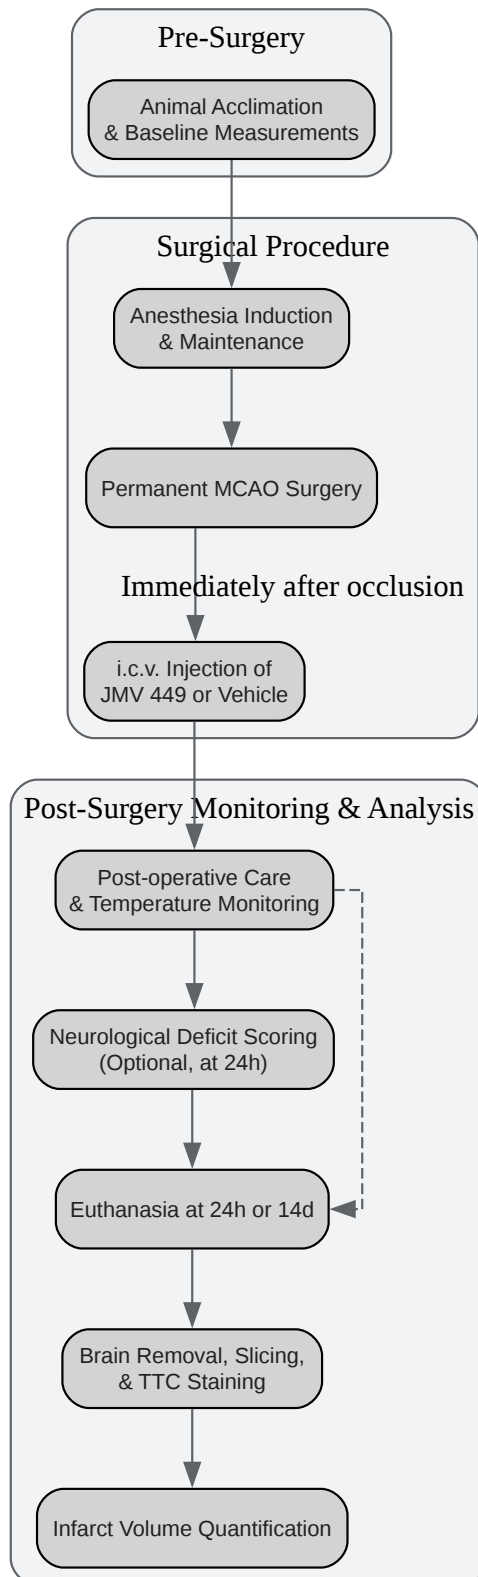 Pre-Surgery
Animal Acclimation
& Baseline Measurements
Surgical Procedure
Anesthesia Induction
& Maintenance
Permanent MCAO Surgery
Immediately after occlusion
i.c.v. Injection of
JMV 449 or Vehicle
Post-Surgery Monitoring & Analysis
Post-operative Care
& Temperature Monitoring
Neurological Deficit Scoring
(Optional, at 24h)
Euthanasia at 24h or 14d
Brain Removal, Slicing,
& TTC Staining
Infarct Volume Quantification